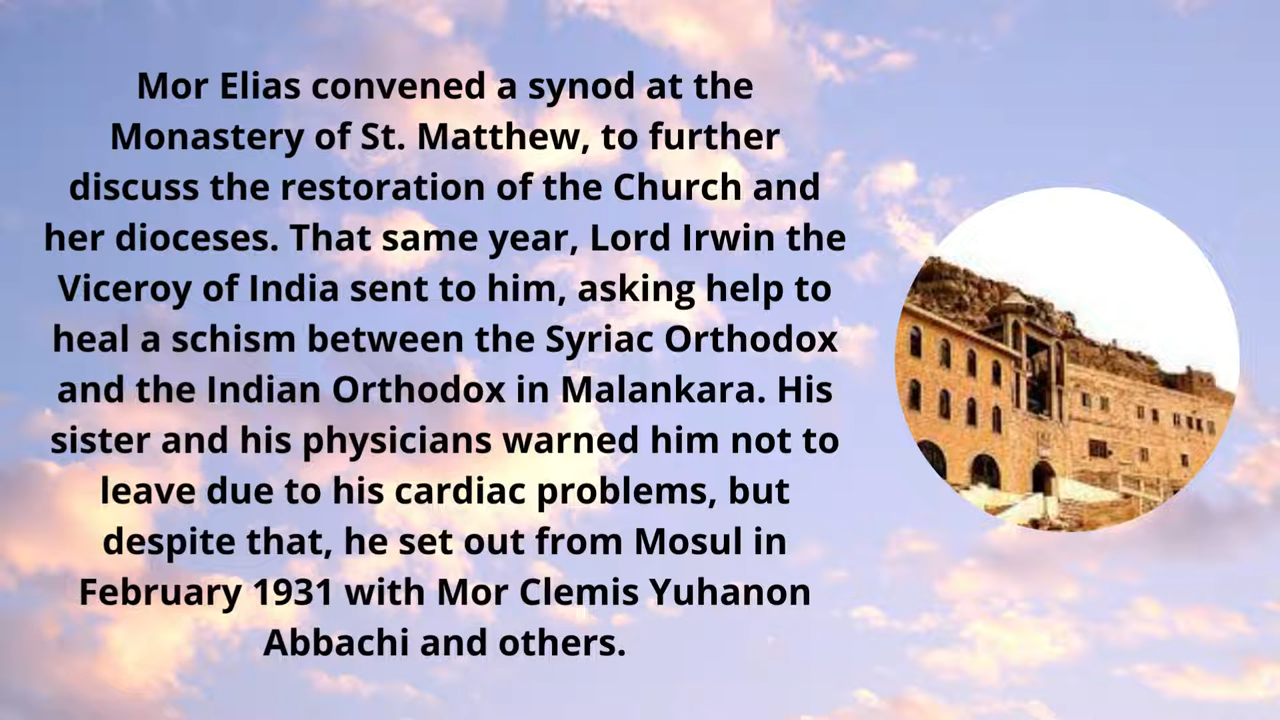 Mor Elias convened a synod at the
Monastery of St. Matthew, to further
discuss the restoration of the Church and
her dioceses. That same year, Lord Irwin the
Viceroy of India sent to him, asking help to
heal a schism between the Syriac Orthodox
and the Indian Orthodox in Malankara. His
sister and his physicians warned him not to
leave due to his cardiac problems, but
despite that, he set out from Mosul in
February 1931 with Mor Clemis Yuhanon
Abbachi and others.